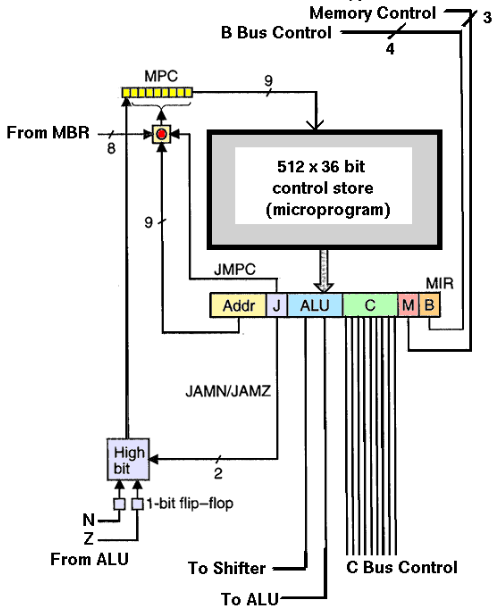 Memory Control
3
B Bus Control
4
MPC
9
From MBR
8
512 x 36 bit
control store
(microprogram)
9
JMPC
MIR
Addr J ALU C M B
JAMN/JAMZ
High
bit
2
1-bit flip–flop
N
Z
From ALU
To Shifter
C Bus Control
To ALU